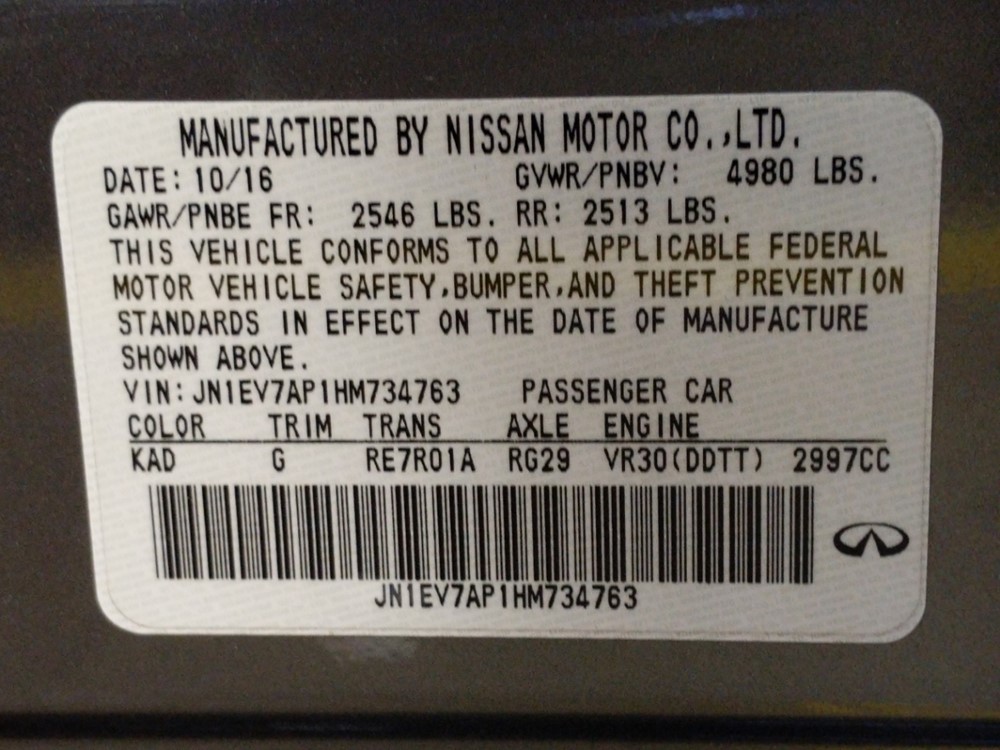 MANUFACTURED BY NISSAN MOTOR CO.,LTD.
DATE: 10/16 GVWR/PNBV: 4980 LBS.
GAWR/PNBE FR: 2546 LBS. RR: 2513 LBS.
THIS VEHICLE CONFORMS TO ALL APPLICABLE FEDERAL
MOTOR VEHICLE SAFETY,BUMPER,AND THEFT PREVENTION
STANDARDS IN EFFECT ON THE DATE OF MANUFACTURE
SHOWN ABOVE.
VIN:JN1EV7AP1HM734763 PASSENGER CAR
COLOR TRIM TRANS AXLE ENGINE
KAD G RE7R01A RG29 VR30(DDTT) 2997CC
JN1EV7AP1HM734763